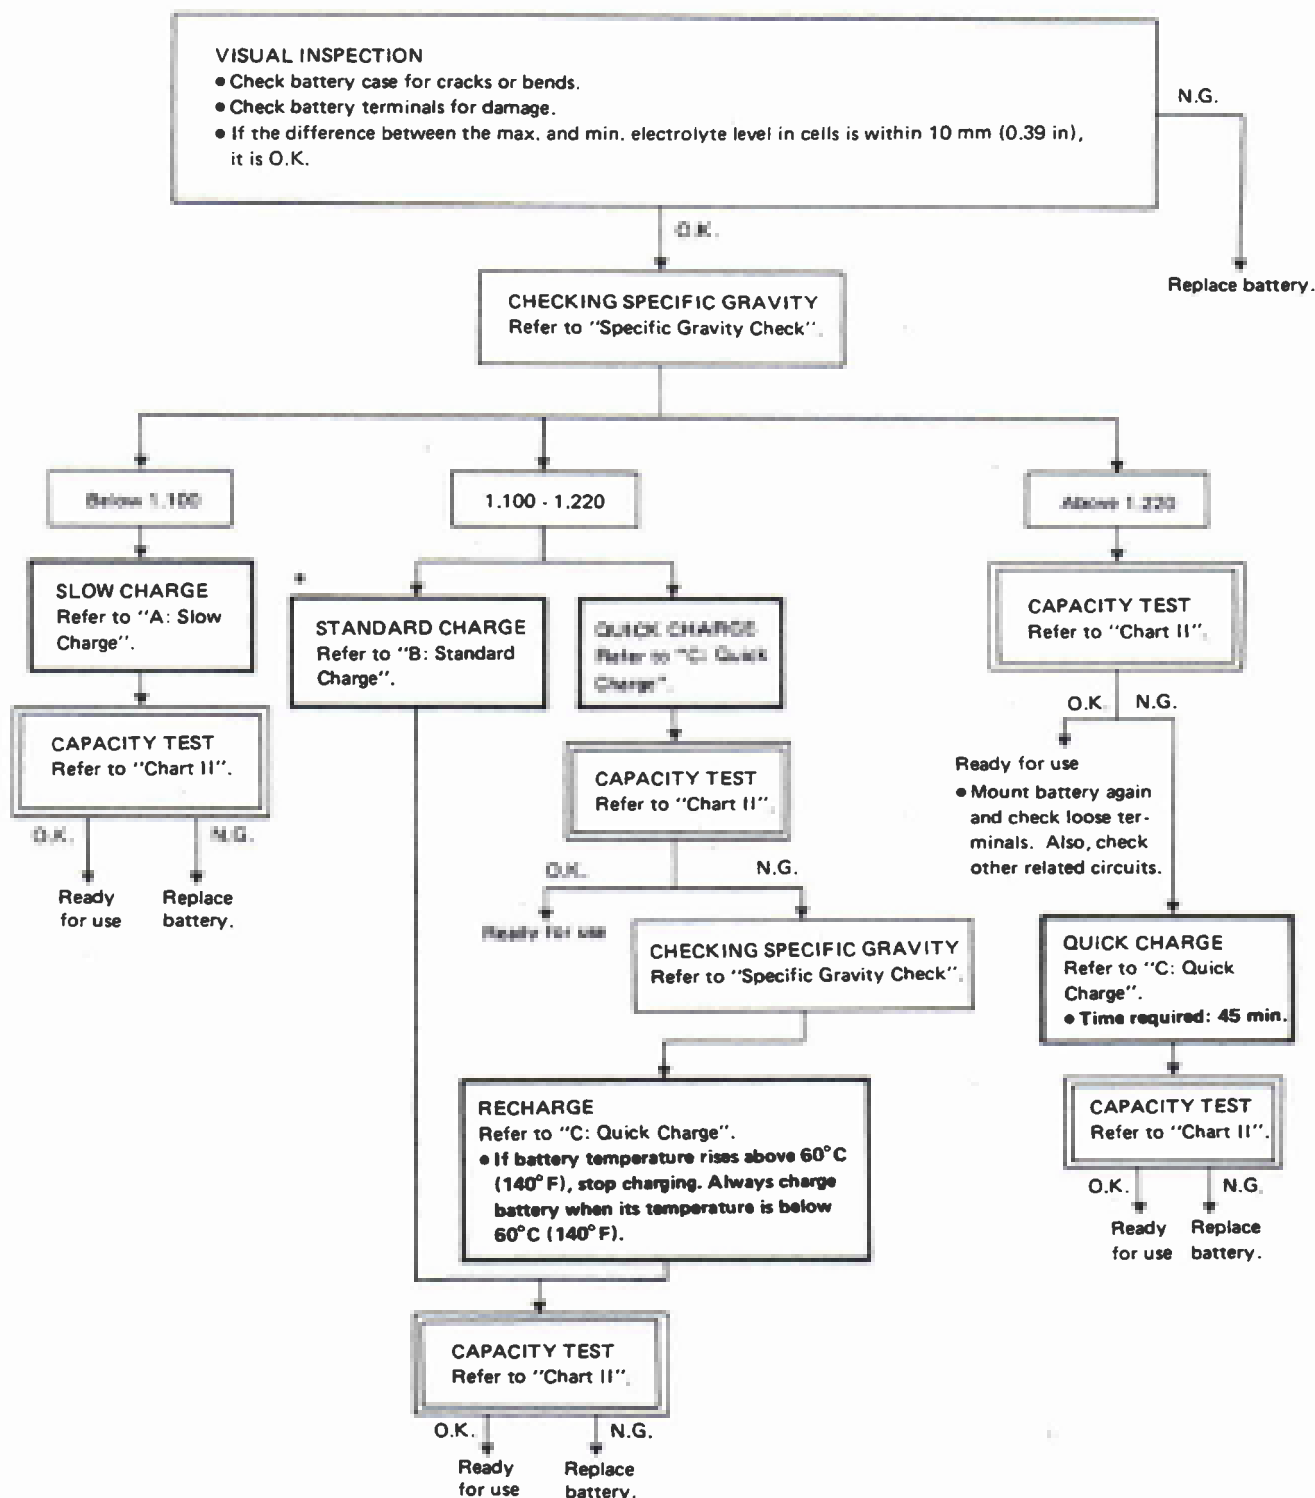 VISUAL INSPECTION
• Check battery case for cracks or bends.
• Check battery terminals for damage.
• If the difference between the max. and min. electrolyte level in cells is within 10 mm (0.39 in),
it is O.K.
N.G.
O.K.
Replace battery.
CHECKING SPECIFIC GRAVITY
Refer to "Specific Gravity Check".
Below 1.100
1.100 - 1.220
Above 1.220
SLOW CHARGE
Refer to "A: Slow
Charge".
*
STANDARD CHARGE
Refer to "B: Standard
Charge".
QUICK CHARGE
Refer to "C: Quick
Charge".
CAPACITY TEST
Refer to "Chart II".
O.K. N.G.
CAPACITY TEST
Refer to "Chart II".
O.K. N.G.
Ready
for use
Replace
battery.
CAPACITY TEST
Refer to "Chart II".
O.K. N.G.
Ready for use
Ready for use
• Mount battery again
and check loose ter-
minals. Also, check
other related circuits.
CHECKING SPECIFIC GRAVITY
Refer to "Specific Gravity Check".
QUICK CHARGE
Refer to "C: Quick
Charge".
• Time required: 45 min.
RECHARGE
Refer to "C: Quick Charge".
• If battery temperature rises above 60°C
(140°F), stop charging. Always charge
battery when its temperature is below
60°C (140°F).
CAPACITY TEST
Refer to "Chart II".
O.K. N.G.
Ready
for use
Replace
battery.
CAPACITY TEST
Refer to "Chart II".
O.K. N.G.
Ready
for use
Replace
battery.